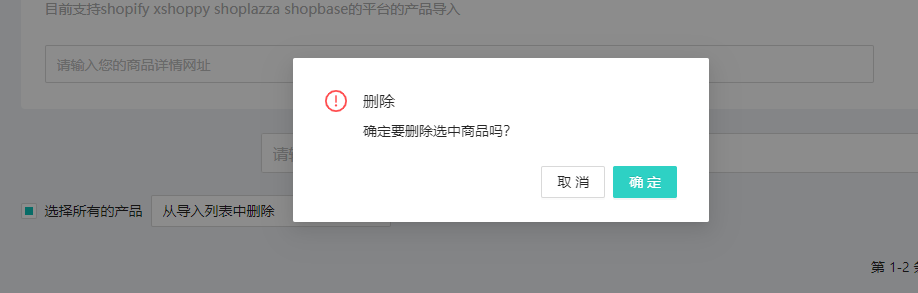 目前支持shopify xshoppy shoplazza shopbase的平台的产品导入
请输入您的商品详情网址
删除
确定要删除选中商品吗?
请输
取 消
确 定
选择所有的产品
从导入列表中删除
第 1-2 条